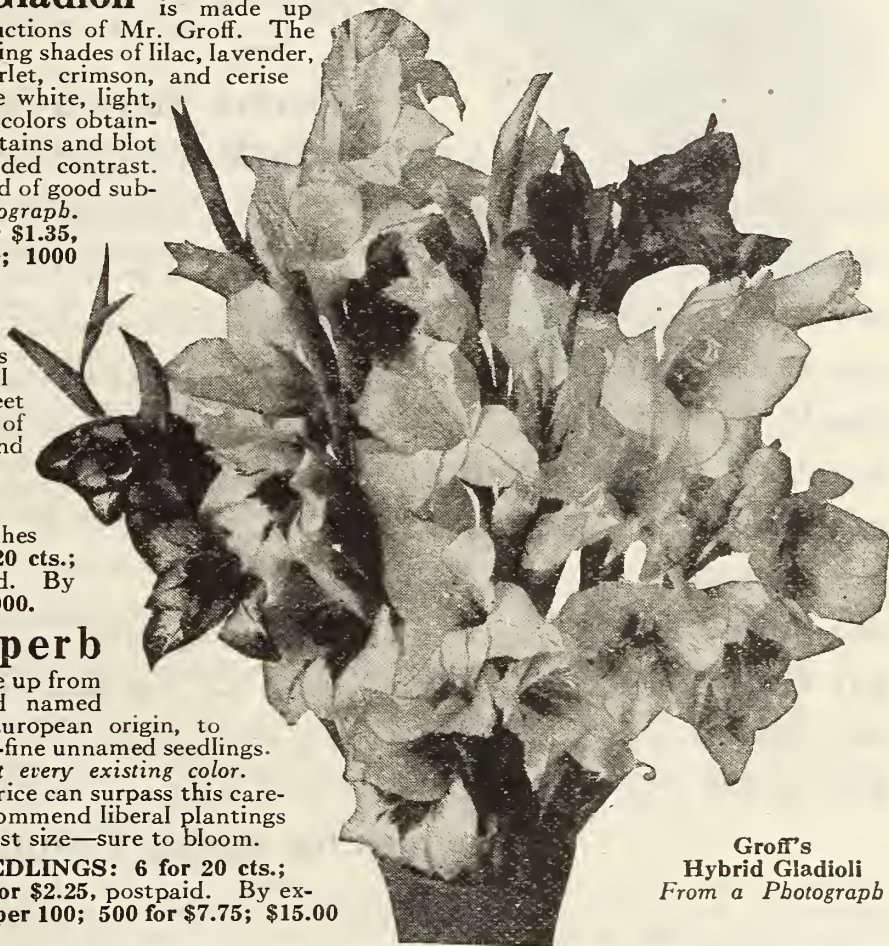 is made up
uctions of Mr. Groff. The
ing shades of lilac, lavender,
rlet, crimson, and cerise
e white, light,
colors obtain-
tains and blot
ded contrast.
d of good sub-
ograph.
$1.35,
; 1000
s
l
eet
of
nd
hes
20 cts.;
d. By
000.
perb
e up from
d named
uropean origin, to
-fine unnamed seedlings.
t every existing color.
rice can surpass this care-
commend liberal plantings
st size—sure to bloom.
EDLINGS: 6 for 20 cts.;
or $2.25, postpaid. By ex-
per 100; 500 for $7.75; $15.00
Groff's
Hybrid Gladioli
From a Photograph